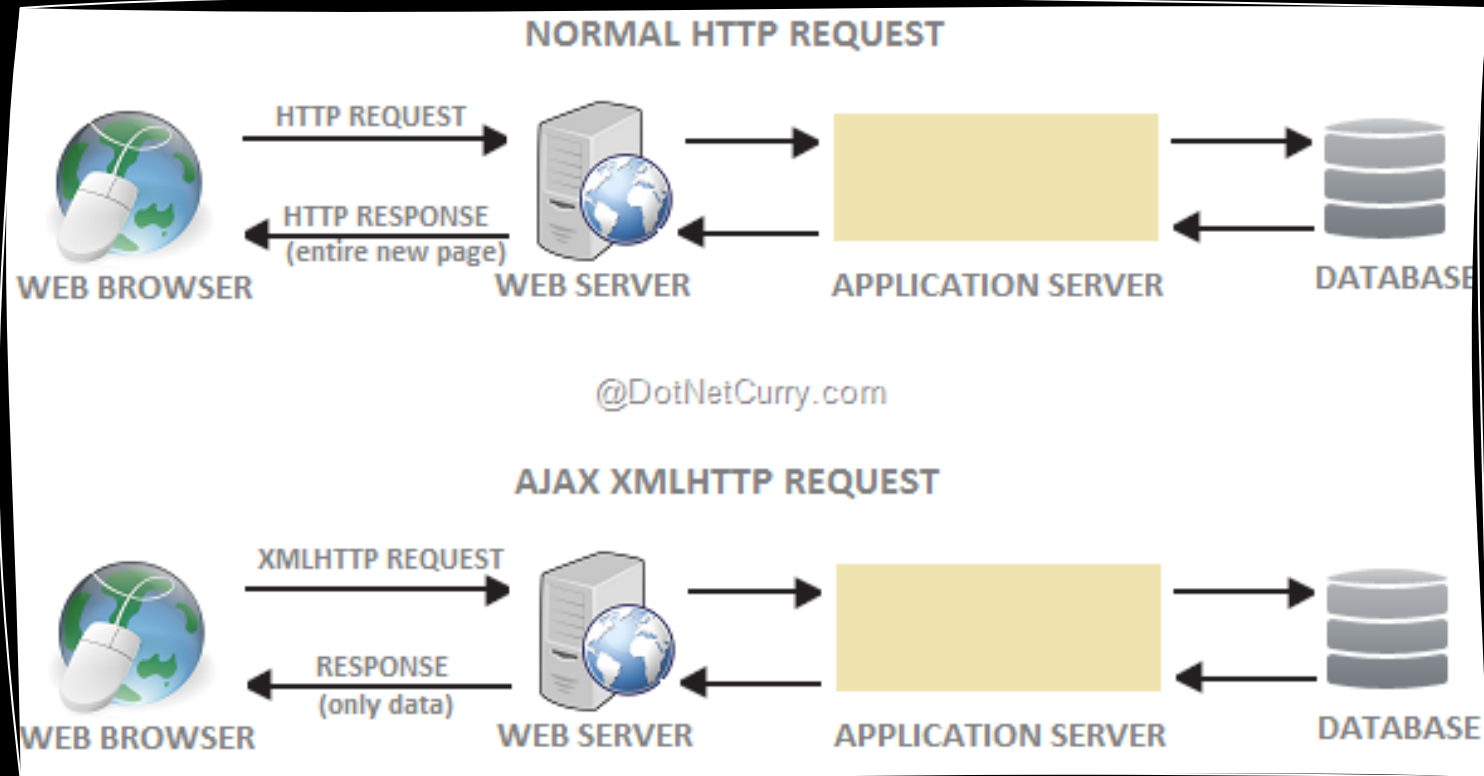 NORMAL HTTP REQUEST
HTTP REQUEST
HTTP RESPONSE
(entire new page)
WEB BROWSER
WEB SERVER
APPLICATION SERVER
DATABASE
@DotNetCurry.com
AJAX XMLHTTP REQUEST
XMLHTTP REQUEST
RESPONSE
(only data)
WEB BROWSER
WEB SERVER
APPLICATION SERVER
DATABASE